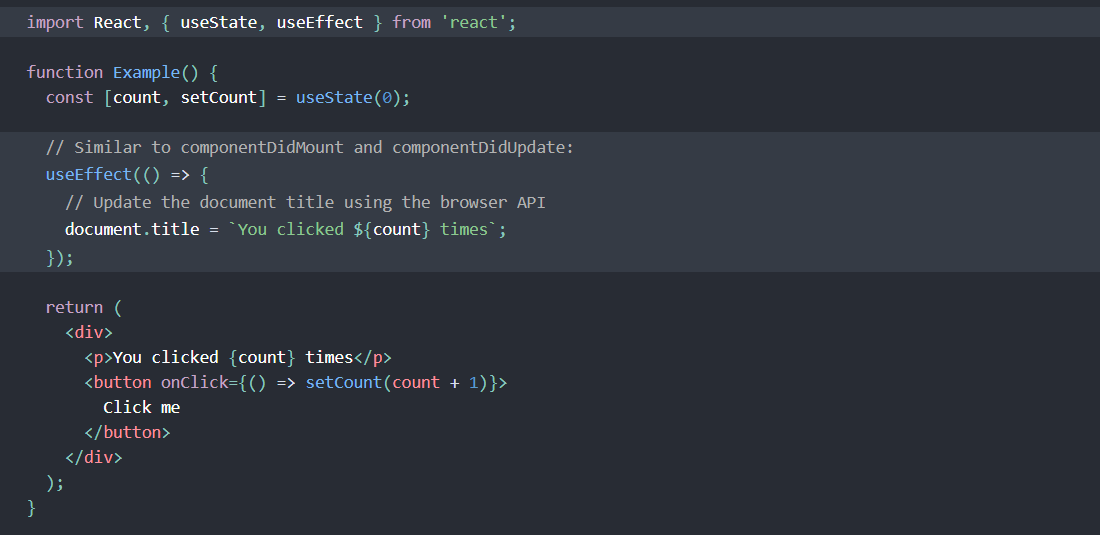 import React, { useState, useEffect } from 'react';
function Example() {
const [count, setCount] = useState(0);
// Similar to componentDidMount and componentDidUpdate:
useEffect(() => {
// Update the document title using the browser API
document.title = `You clicked ${count} times`;
});
return (
<div>
<p>You clicked {count} times</p>
<button onClick={() => setCount(count + 1)}>
Click me
</button>
</div>
);
}